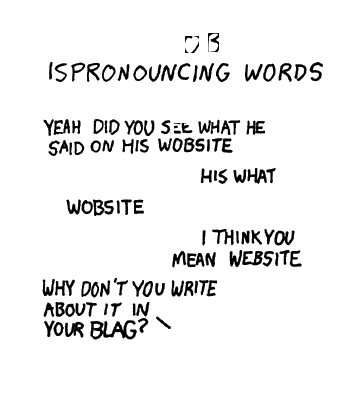 ISPRONOUNCING WORDS
YEAH DID YOU SEE WHAT HE
SAID ON HIS WOBSITE
HIS WHAT
WOBSITE
I THINK YOU
MEAN WEBSITE
WHY DON'T YOU WRITE
ABOUT IT IN
YOUR BLAG?